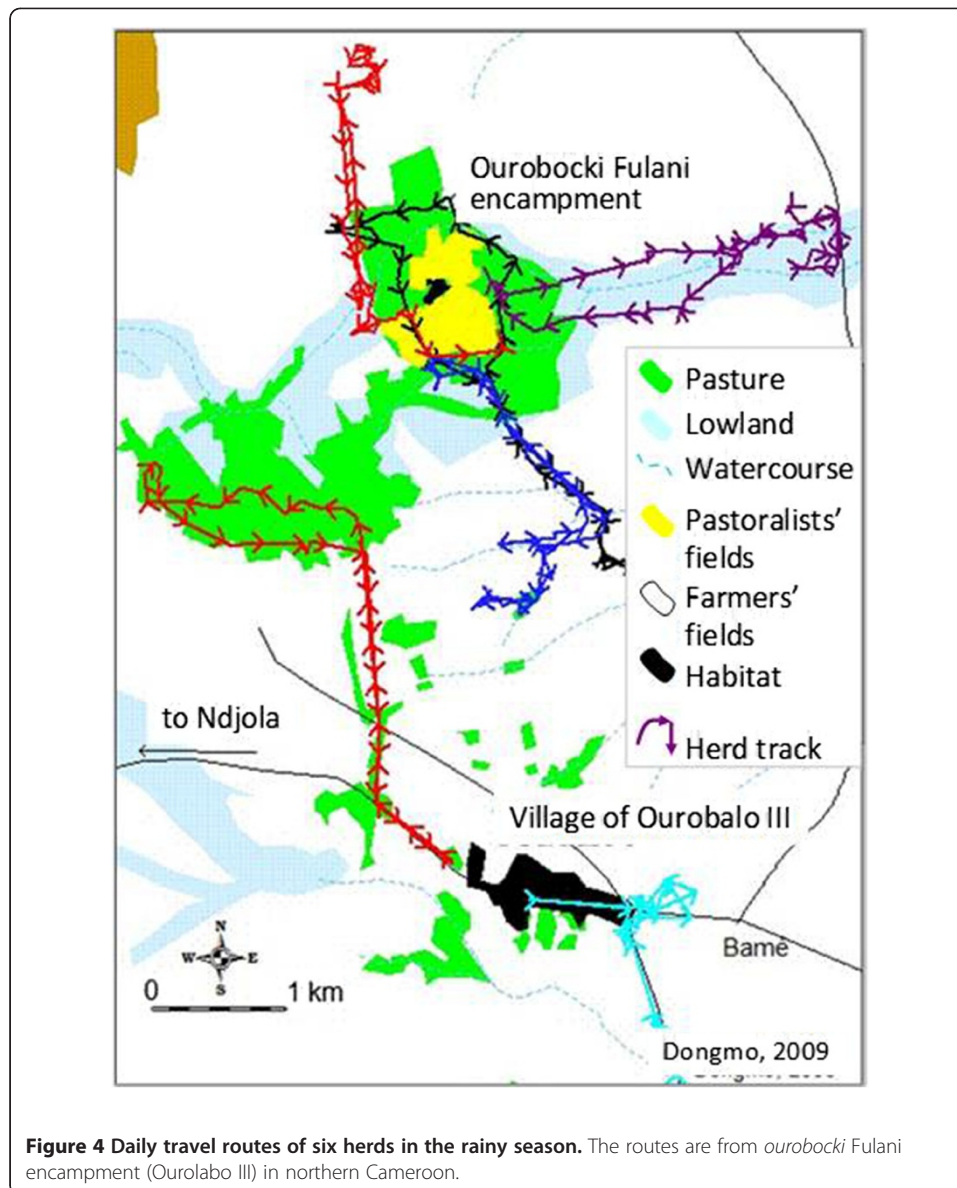 Ourobocki Fulani
encampment
Pasture
Lowland
Watercourse
Pastoralists'
fields
Farmers'
fields
Habitat
Herd track
to Ndjola
Village of Ourobalo III
Bame
N
W E
S
0 1 km
Dongmo, 2009
Figure 4 Daily travel routes of six herds in the rainy season. The routes are from ourobocki Fulani
encampment (Ourolabo III) in northern Cameroon.